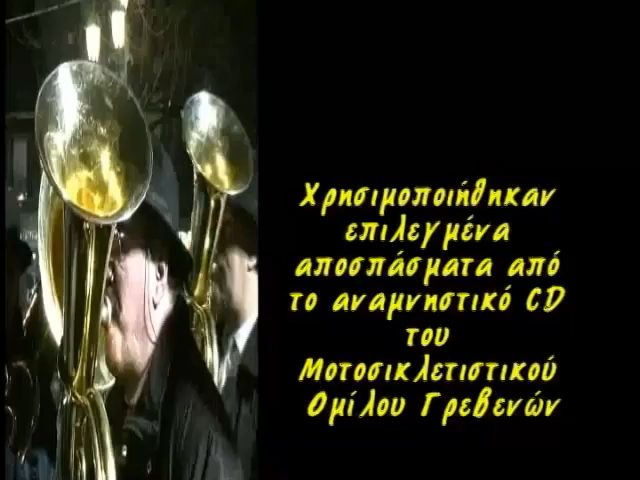 Χρησιμοποιήθηκαν
επιλεγμένα
αποσπάσματα από
το αναμνηστικό CD
του
Μοτοσικλετιστικού
Ομίλου Γρεβενών